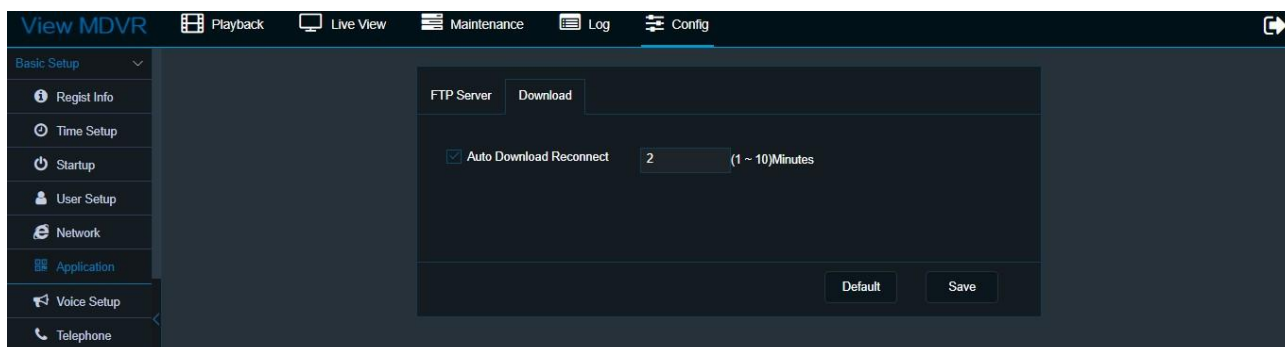 View MDVR Playback Live View Maintenance Log Config
Basic Setup
Regist Info
Time Setup
Startup
User Setup
Network
Application
Voice Setup
Telephone
FTP Server Download
Auto Download Reconnect 2 (1 ~ 10)Minutes
Default Save